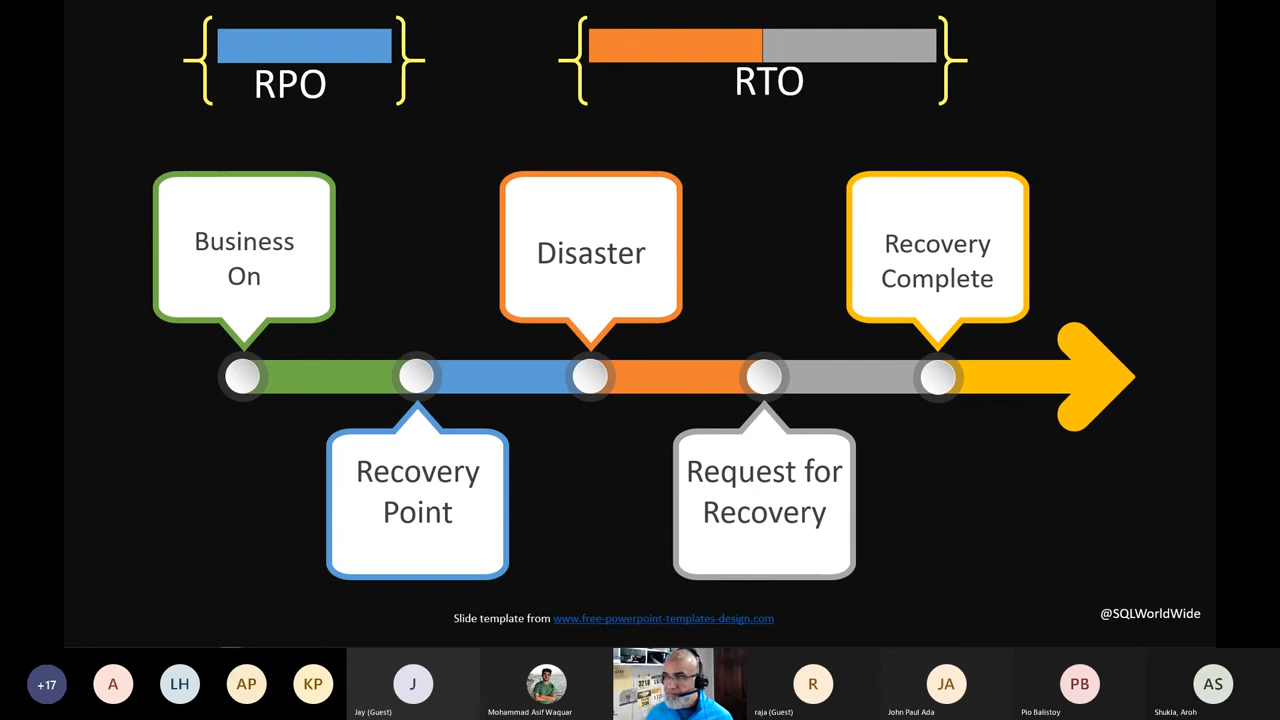 RPO
RTO
Business
On
Disaster
Recovery
Complete
Recovery
Point
Request for
Recovery
Slide template from www.free-powerpoint-templates-design.com
@SQLWorldWide
+17
A
LH
AP
KP
J
R
JA
PB
AS
Jay (Guest)
Mohammad Asif Waquar
raja (Guest)
John Paul Ada
Pio Balistoy
Shukla, Aroh